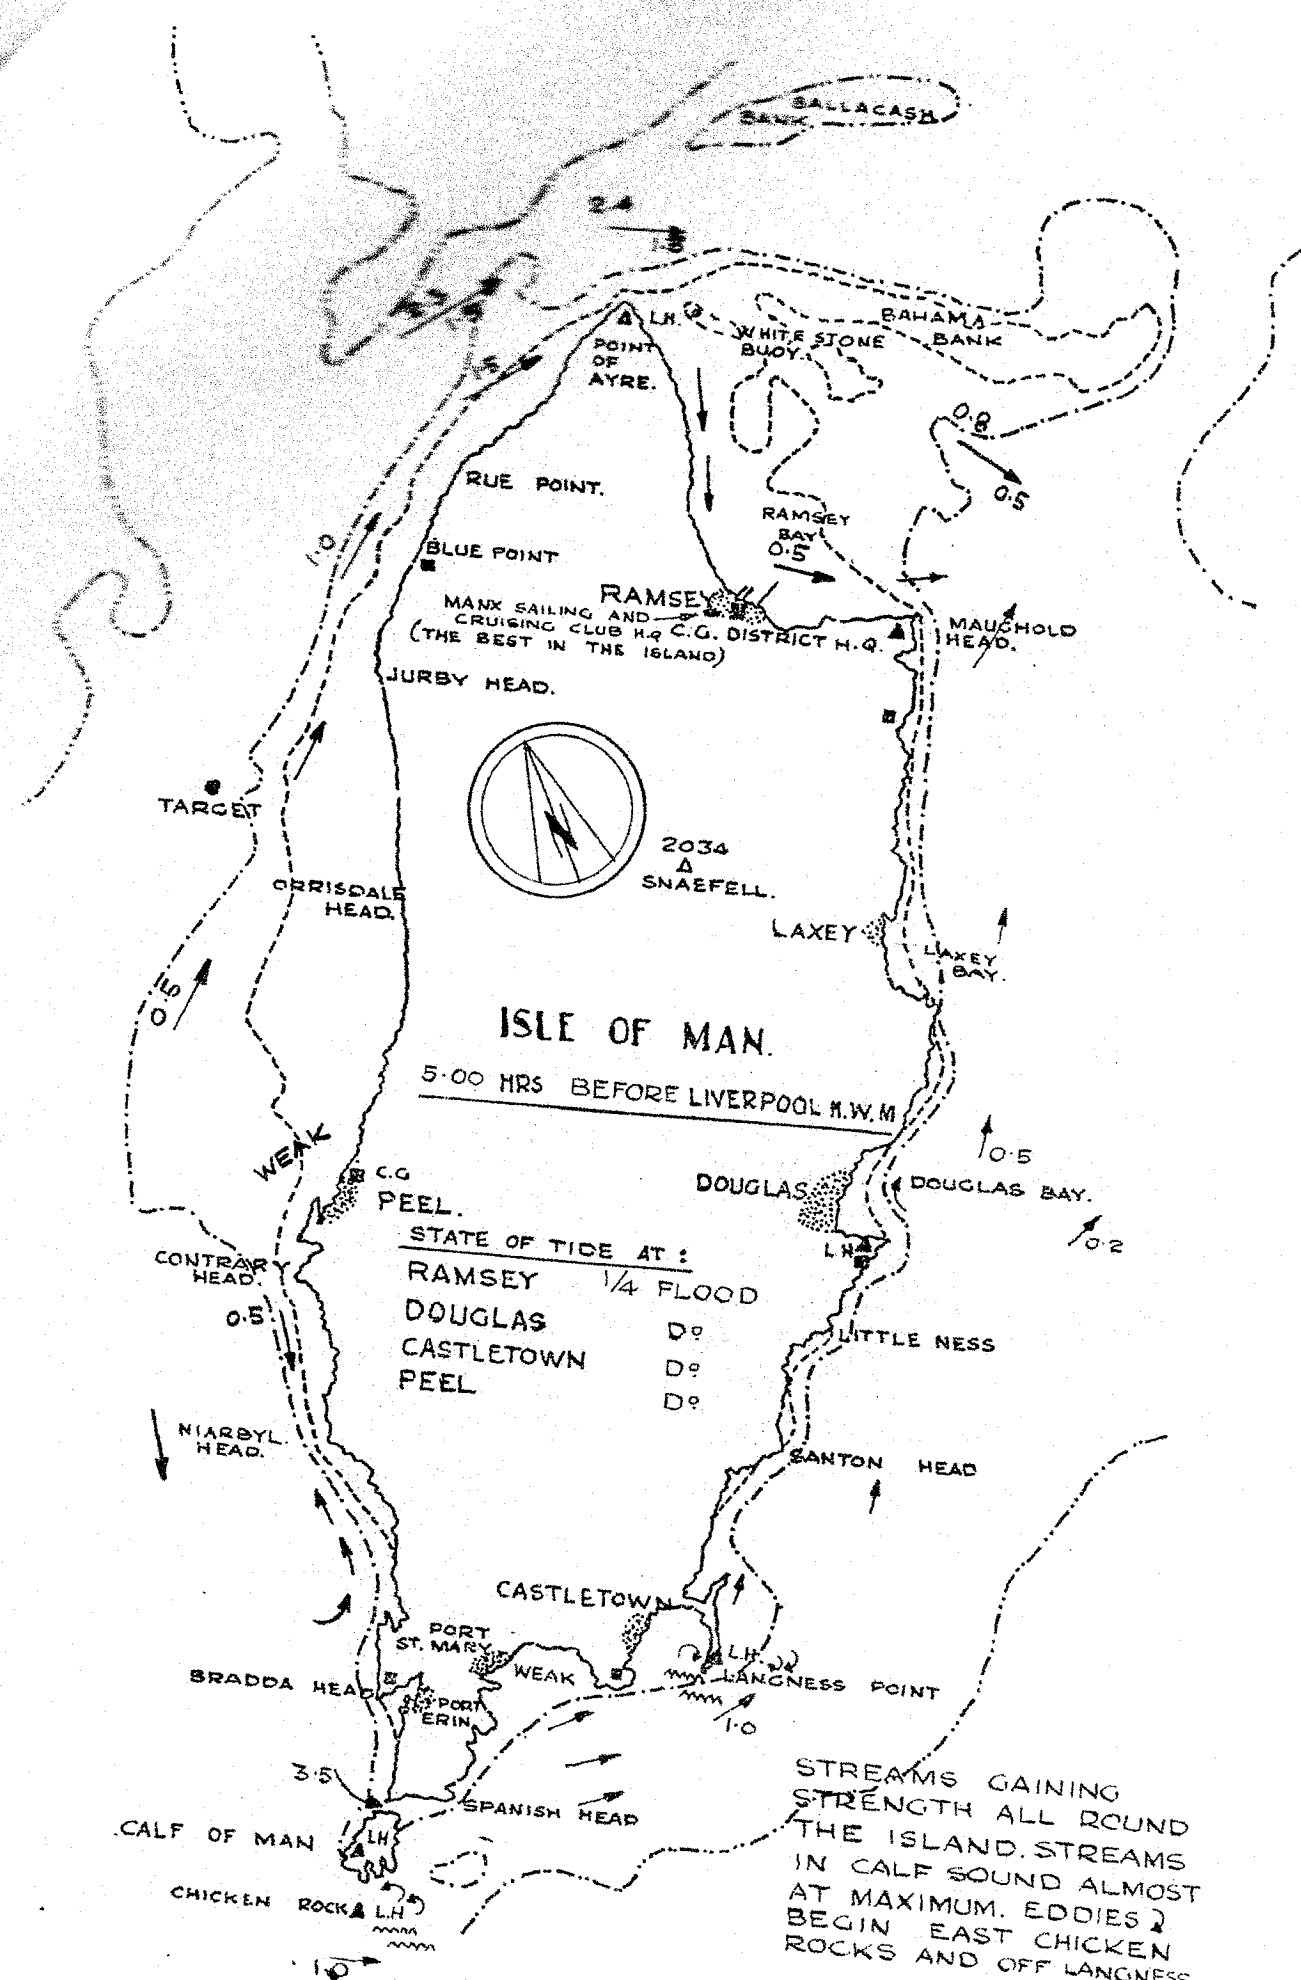 BALLACASH
BANK
2.4
1.5
L.H.
POINT
OF
AYRE.
WHITE STONE
BUOY.
BAHAMA
BANK
0.8
0.5
RUE POINT.
RAMSEY
BAY
0.5
1.0
BLUE POINT
RAMSEY
MANX SAILING AND
CRUISING CLUB H.Q C.G. DISTRICT H.Q.
(THE BEST IN THE ISLAND)
MAUGHOLD
HEAD.
JURBY HEAD.
TARGET
2034
SNAEFELL.
ORRISDALE
HEAD.
LAXEY
LAXEY
BAY.
0.5
ISLE OF MAN.
5.00 HRS BEFORE LIVERPOOL H.W.M
WEAK
C.G
PEEL.
DOUGLAS
0.5
DOUGLAS BAY.
0.2
L.H
STATE OF TIDE AT :
RAMSEY 1/4 FLOOD
DOUGLAS Dº
CASTLETOWN Dº
PEEL Dº
CONTRARY
HEAD.
0.5
LITTLE NESS
NIARBYL
HEAD.
SANTON HEAD
CASTLETOWN
PORT
ST. MARY
WEAK
L.H.
LANGNESS POINT
1.0
BRADDA HEAD
PORT
ERIN
3.5
SPANISH HEAD
CALF OF MAN
LH
CHICKEN ROCK
L.H
1.0
STREAMS GAINING
STRENGTH ALL ROUND
THE ISLAND. STREAMS
IN CALF SOUND ALMOST
AT MAXIMUM. EDDIES
BEGIN EAST CHICKEN
ROCKS AND OFF LANGNESS